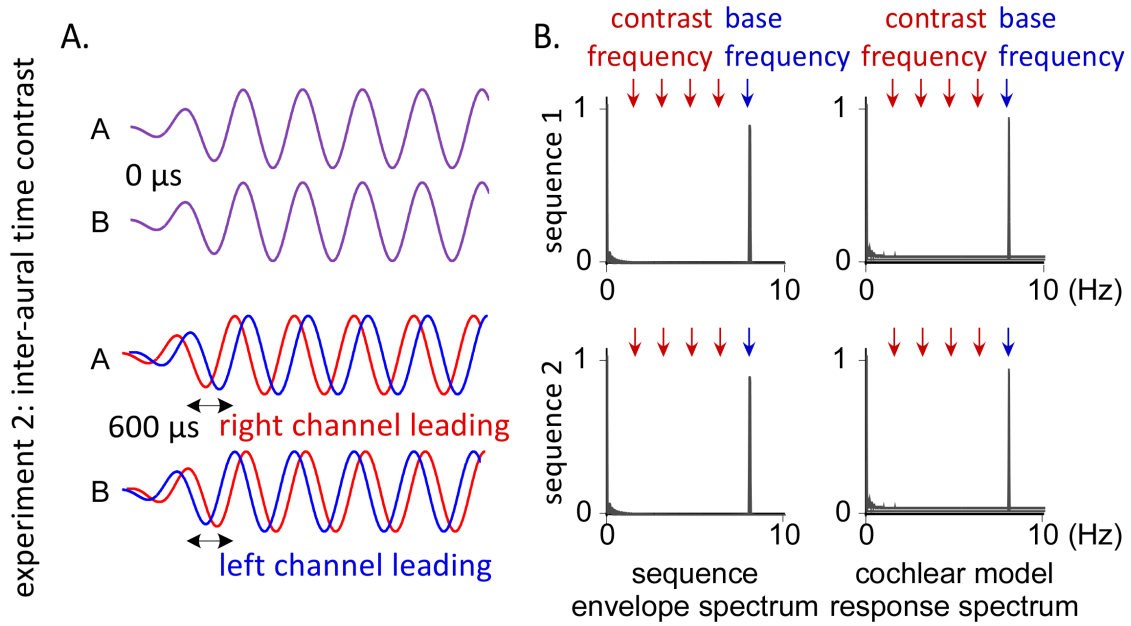 experiment 2: inter-aural time contrast
A.
A
0 µs
B
A
600 µs
right channel leading
B
left channel leading
B.
contrast base
frequency frequency
contrast base
frequency frequency
sequence 1
1
0
0
10
1
0
0
10 (Hz)
sequence 2
1
0
0
10
1
0
0
10 (Hz)
sequence
envelope spectrum
cochlear model
response spectrum